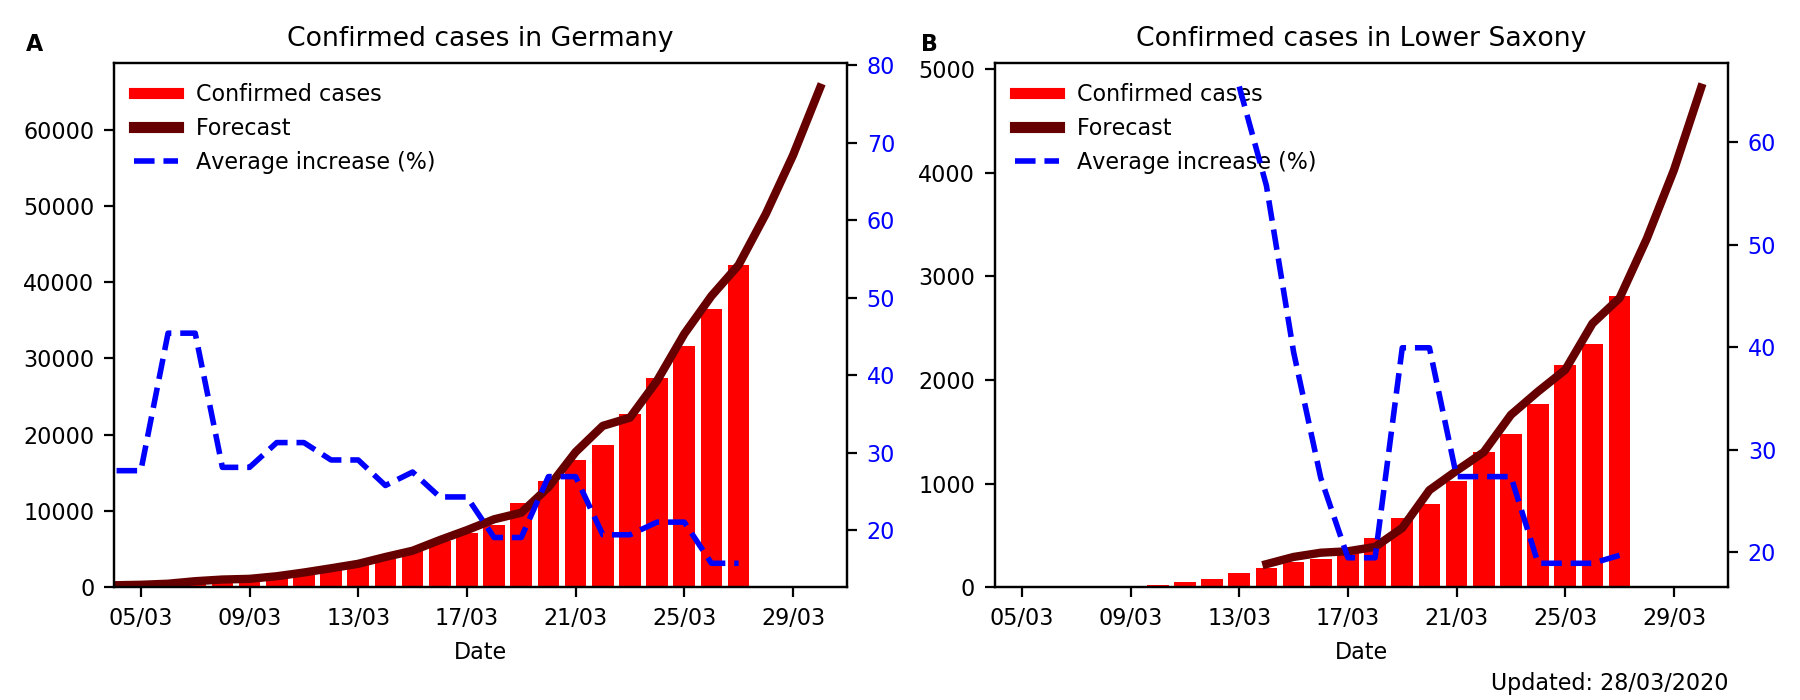 A
Confirmed cases in Germany
Confirmed cases
Forecast
Average increase (%)
60000
50000
40000
30000
20000
10000
0
80
70
60
50
40
30
20
05/03 09/03 13/03 17/03 21/03 25/03 29/03
Date
B
Confirmed cases in Lower Saxony
Confirmed cases
Forecast
Average increase (%)
5000
4000
3000
2000
1000
0
60
50
40
30
20
05/03 09/03 13/03 17/03 21/03 25/03 29/03
Date
Updated: 28/03/2020